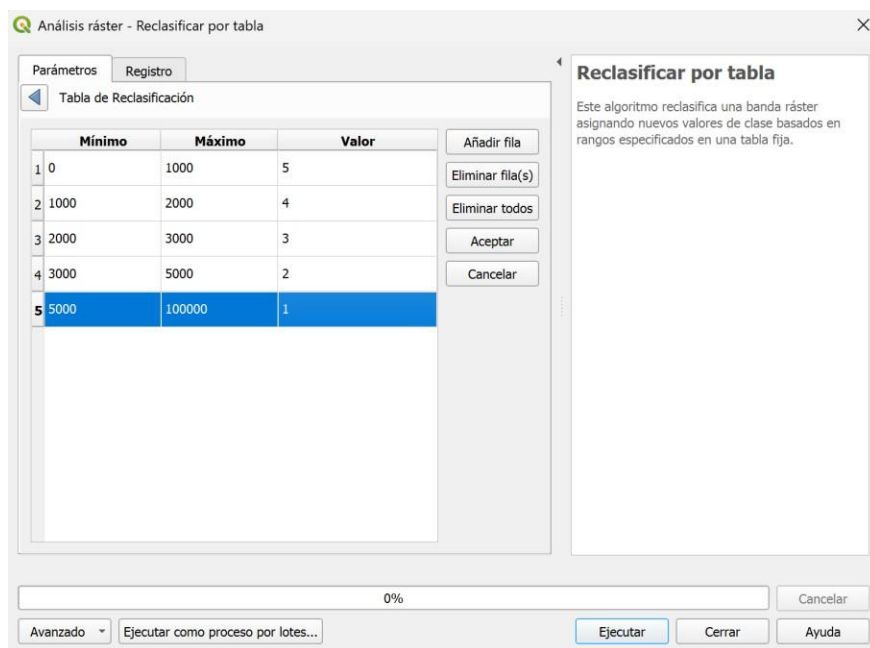 Análisis ráster - Reclasificar por tabla
Parámetros Registro
Tabla de Reclasificación
Mínimo Máximo Valor
1 0 1000 5
2 1000 2000 4
3 2000 3000 3
4 3000 5000 2
5 5000 100000 1
Añadir fila
Eliminar fila(s)
Eliminar todos
Aceptar
Cancelar
Reclasificar por tabla
Este algoritmo reclasifica una banda ráster
asignando nuevos valores de clase basados en
rangos especificados en una tabla fija.
0%
Cancelar
Avanzado Ejecutar como proceso por lotes... Ejecutar Cerrar Ayuda